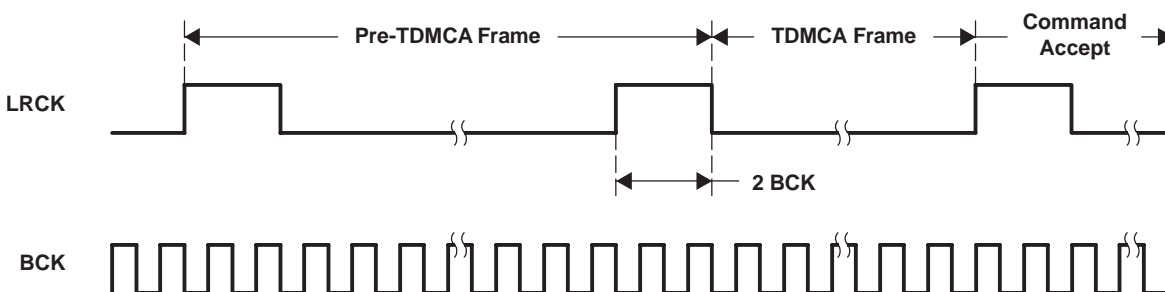 Pre-TDMCA Frame
TDMCA Frame
Command
Accept
LRCK
2 BCK
BCK